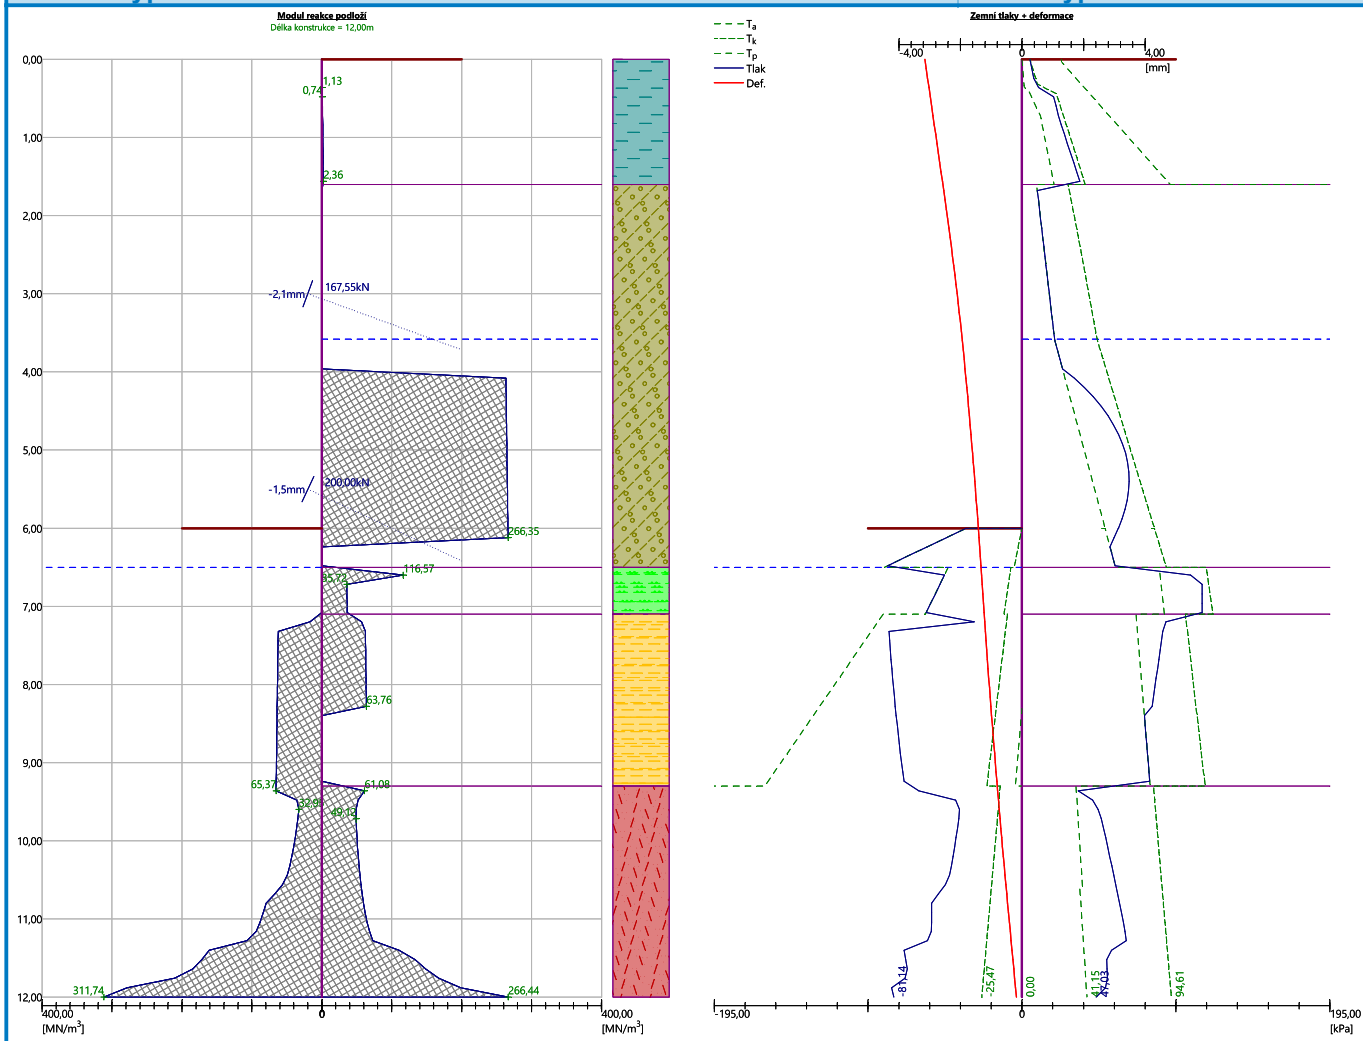 Modul reakce podloží
Délka konstrukce = 12,00m
0,00
1,00
2,00
3,00
4,00
5,00
6,00
7,00
8,00
9,00
10,00
11,00
12,00
1,13
0,74
2,36
-2,1mm
167,55kN
-1,5mm
200,00kN
266,35
116,57
35,72
63,76
65,37
61,08
49,12
311,74
266,44
400,00
0
400,00
[MN/m³]
[MN/m³]
Zemní tlaky + deformace
Ta
Tk
Tp
Tlak
Def.
-4,00
0
4,00
[mm]
-81,14
-25,47
0,00
41,15
47,03
94,61
-195,00
0
195,00
[kPa]